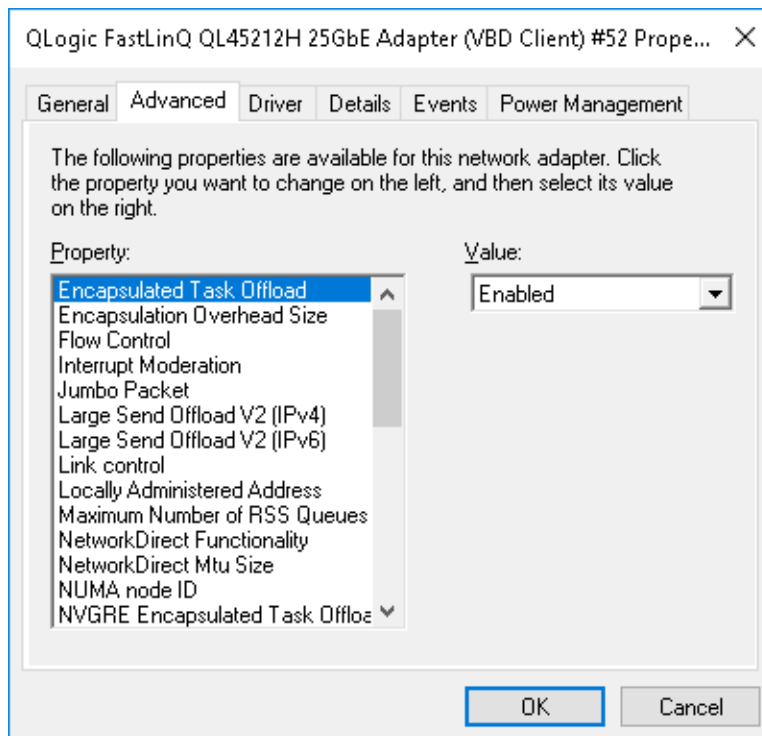 QLogic FastLinQ QL45212H 25GbE Adapter (VBD Client) #52 Prope...
General Advanced Driver Details Events Power Management
The following properties are available for this network adapter. Click
the property you want to change on the left, and then select its value
on the right.
Property:
Value:
Encapsulated Task Offload
Enabled
Encapsulation Overhead Size
Flow Control
Interrupt Moderation
Jumbo Packet
Large Send Offload V2 (IPv4)
Large Send Offload V2 (IPv6)
Link control
Locally Administered Address
Maximum Number of RSS Queues
NetworkDirect Functionality
NetworkDirect Mtu Size
NUMA node ID
NVGRE Encapsulated Task Offloa
OK
Cancel